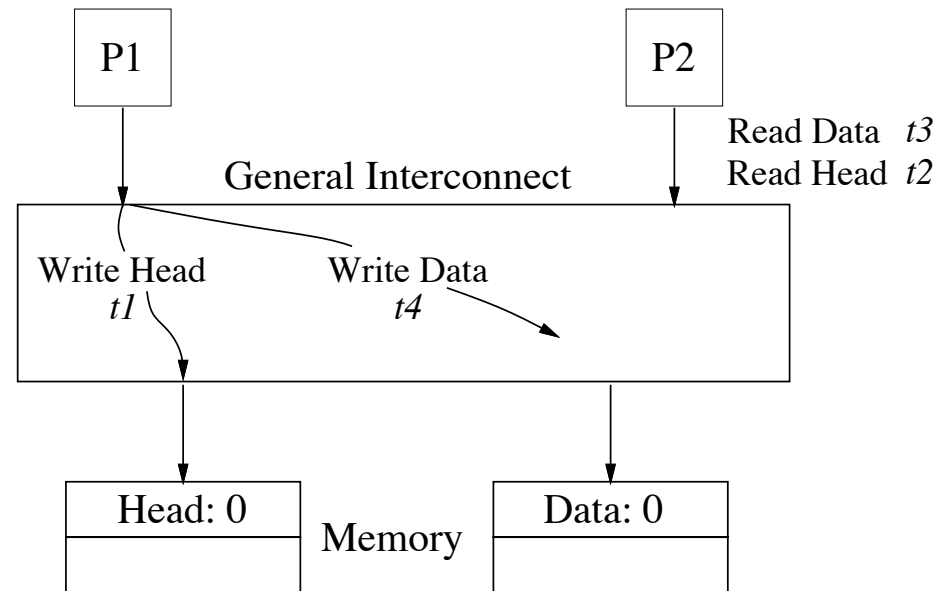 P1
P2
Read Data t3
Read Head t2
General Interconnect
Write Head
t1
Write Data
t4
Head: 0
Memory
Data: 0